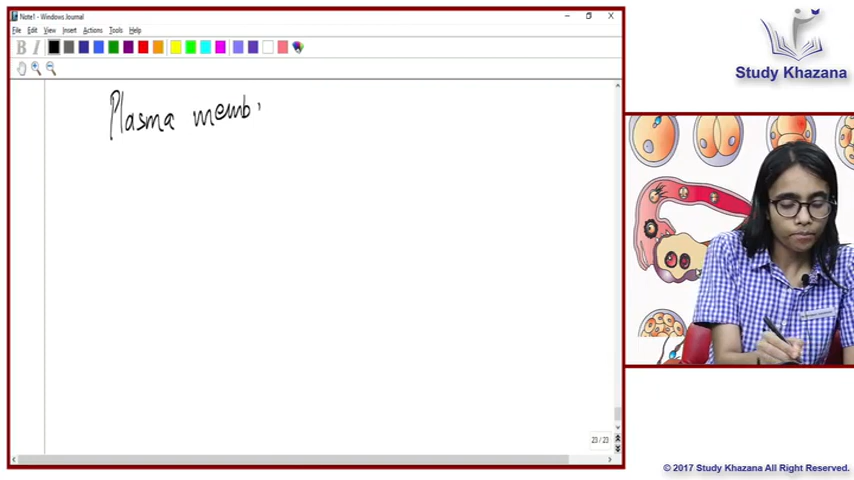 Note1 - Windows Journal
File Edit View Insert Actions Tools Help
B I
Study Khazana
Plasma memb
23 / 23
© 2017 Study Khazana All Right Reserved.